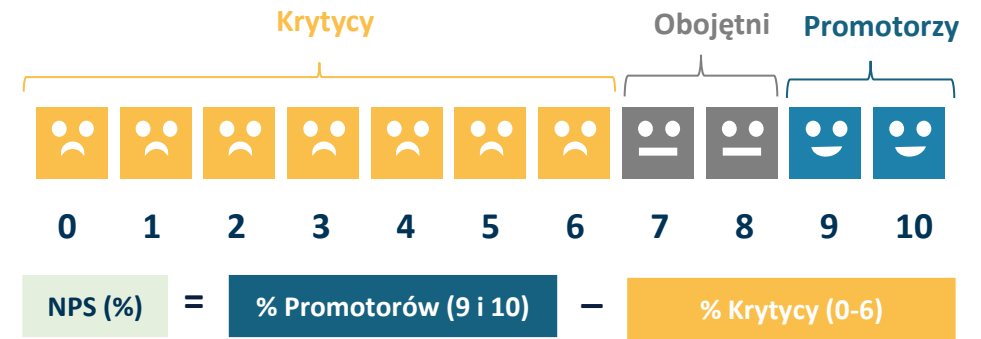 Krytycy Obojętni Promotorzy
0 1 2 3 4 5 6 7 8 9 10
NPS (%) = % Promotorów (9 i 10) – % Krytycy (0-6)